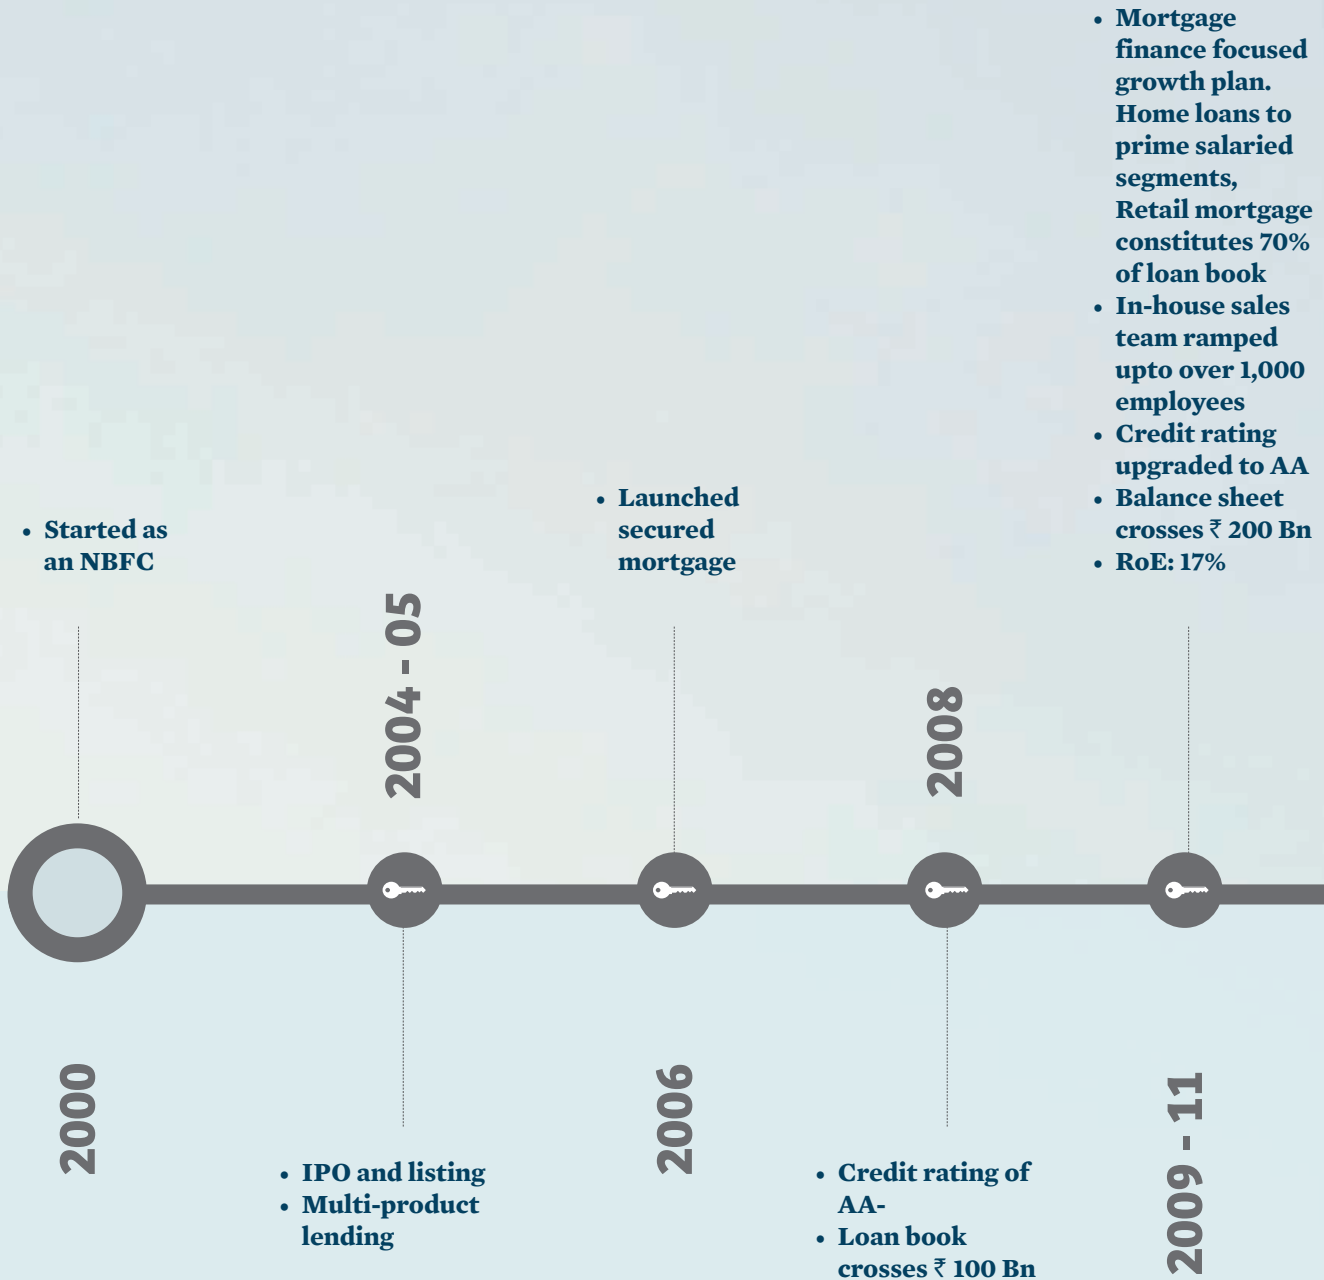 • Mortgage
finance focused
growth plan.
Home loans to
prime salaried
segments,
Retail mortgage
constitutes 70%
of loan book
• In-house sales
team ramped
upto over 1,000
employees
• Credit rating
upgraded to AA
• Balance sheet
crosses ₹ 200 Bn
• RoE: 17%
• Started as
an NBFC
• Launched
secured
mortgage
2004 - 05
2008
2000
2006
2009 - 11
• IPO and listing
• Multi-product
lending
• Credit rating of
AA-
• Loan book
crosses ₹ 100 Bn